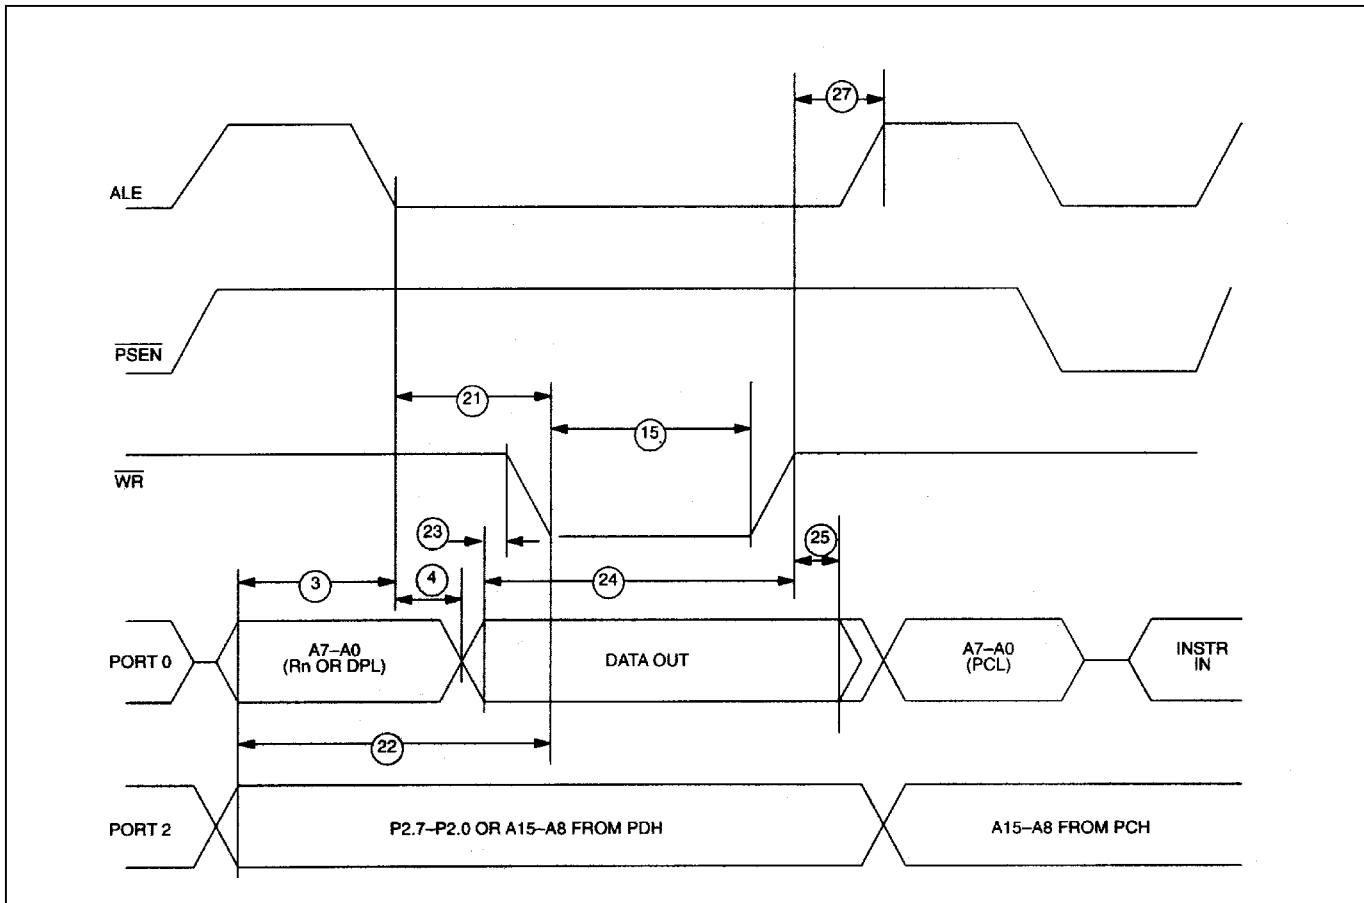 27
ALE
PSEN
21
15
WR
23
25
3
4
24
PORT 0
A7–A0
(Rn OR DPL)
DATA OUT
A7–A0
(PCL)
INSTR
IN
22
PORT 2
P2.7–P2.0 OR A15–A8 FROM PDH
A15–A8 FROM PCH